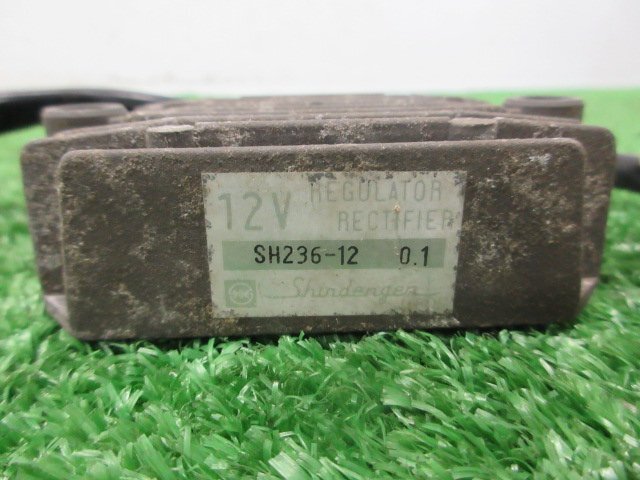 12V REGULATOR
RECTIFIER
SH236-12 0.1
Shindengen